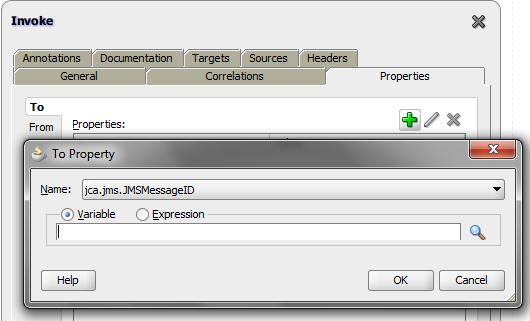 Invoke
Annotations Documentation Targets Sources Headers
General Correlations Properties
To
From Properties:
To Property
Name: jca.jms.JMSMessageID
Variable Expression
Help OK Cancel